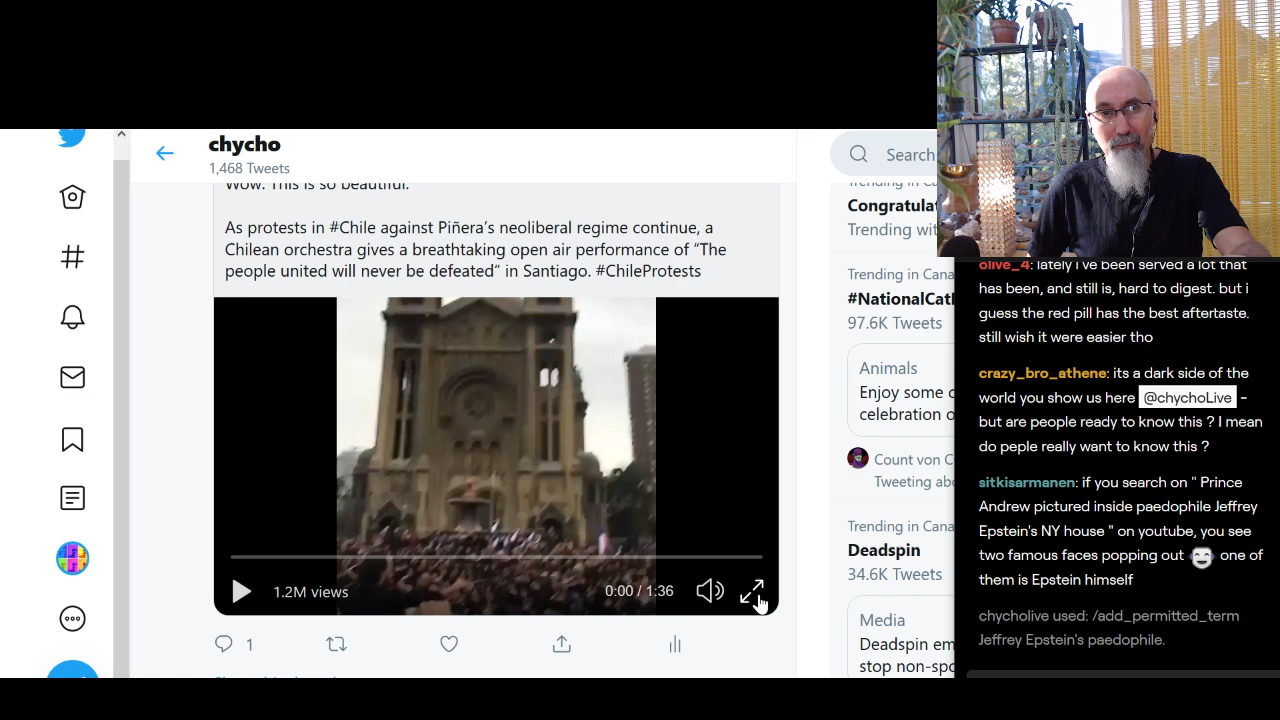 chycho
1,468 Tweets
Wow. This is so beautiful.
As protests in #Chile against Piñera’s neoliberal regime continue, a
Chilean orchestra gives a breathtaking open air performance of “The
people united will never be defeated” in Santiago. #ChileProtests
1.2M views
0:00 / 1:36
1
Search
Trending in Ca
Congratulat
Trending wit
Trending in Cana
#NationalCat
97.6K Tweets
Animals
Enjoy some c
celebration o
Count von C
Tweeting abo
Trending in Cana
Deadspin
34.6K Tweets
Media
Deadspin em
stop non-spo
olive_4: lately i've been served a lot that
has been, and still is, hard to digest. but i
guess the red pill has the best aftertaste.
still wish it were easier tho
crazy_bro_athene: its a dark side of the
world you show us here @chychoLive -
but are people ready to know this ? I mean
do peple really want to know this ?
sitkisarmanen: if you search on " Prince
Andrew pictured inside paedophile Jeffrey
Epstein's NY house " on youtube, you see
two famous faces popping out one of
them is Epstein himself
chycholive used: /add_permitted_term
Jeffrey Epstein's paedophile.